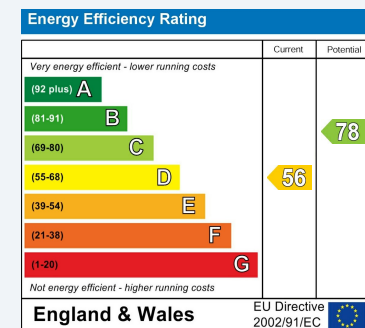 Energy Efficiency Rating
Current Potential
Very energy efficient - lower running costs
(92 plus) A
(81-91) B
(69-80) C
78
(55-68) D
56
(39-54) E
(21-38) F
(1-20) G
Not energy efficient - higher running costs
England & Wales
EU Directive
2002/91/EC